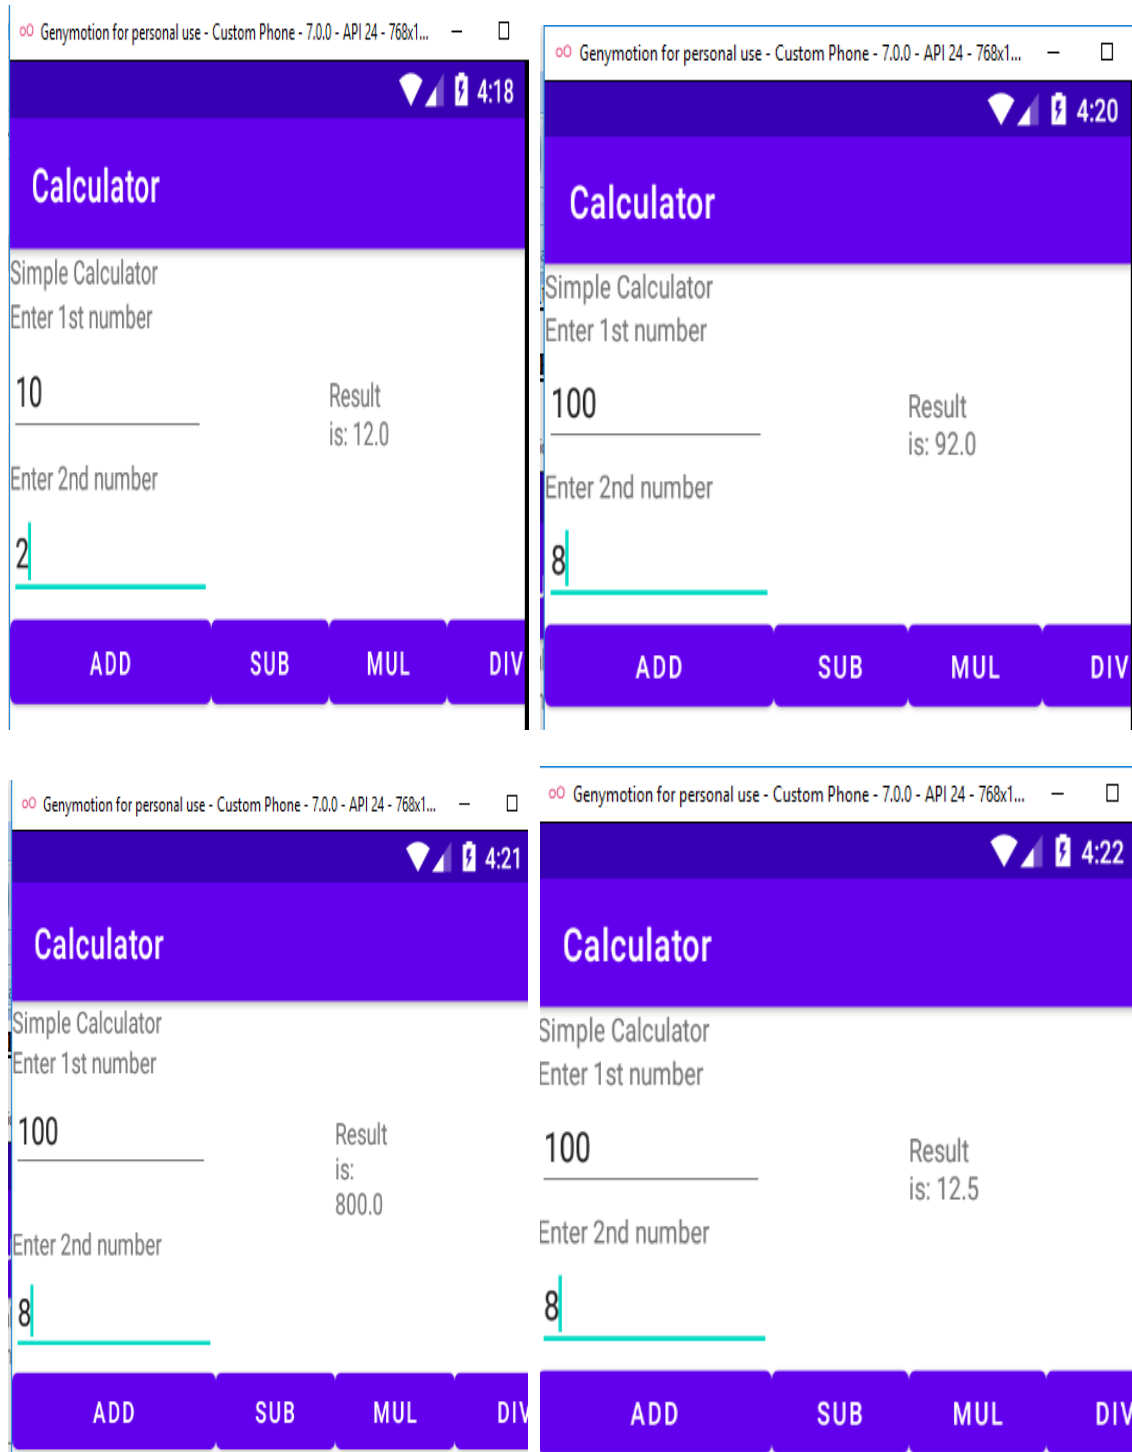 Genymotion for personal use - Custom Phone - 7.0.0 - API 24 - 768x1...
4:18
Calculator
Simple Calculator
Enter 1st number
10
Result
is: 12.0
Enter 2nd number
2
ADD SUB MUL DIV
Genymotion for personal use - Custom Phone - 7.0.0 - API 24 - 768x1...
4:20
Calculator
Simple Calculator
Enter 1st number
100
Result
is: 92.0
Enter 2nd number
8
ADD SUB MUL DIV
Genymotion for personal use - Custom Phone - 7.0.0 - API 24 - 768x1...
4:21
Calculator
Simple Calculator
Enter 1st number
100
Result
is:
800.0
Enter 2nd number
8
ADD SUB MUL DIV
Genymotion for personal use - Custom Phone - 7.0.0 - API 24 - 768x1...
4:22
Calculator
Simple Calculator
Enter 1st number
100
Result
is: 12.5
Enter 2nd number
8
ADD SUB MUL DIV